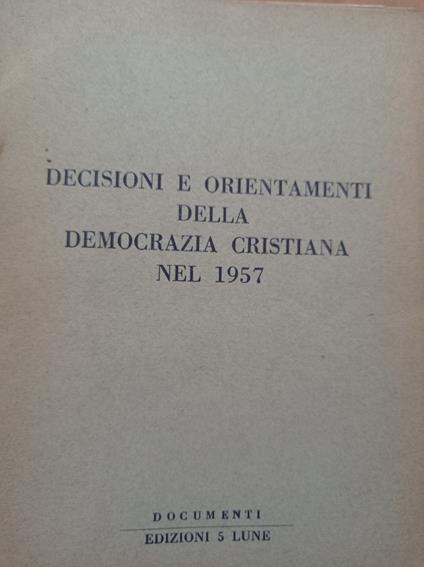 DECISIONI E ORIENTAMENTI
DELLA
DEMOCRAZIA CRISTIANA
NEL 1957
DOCUMENTI
EDIZIONI 5 LUNE